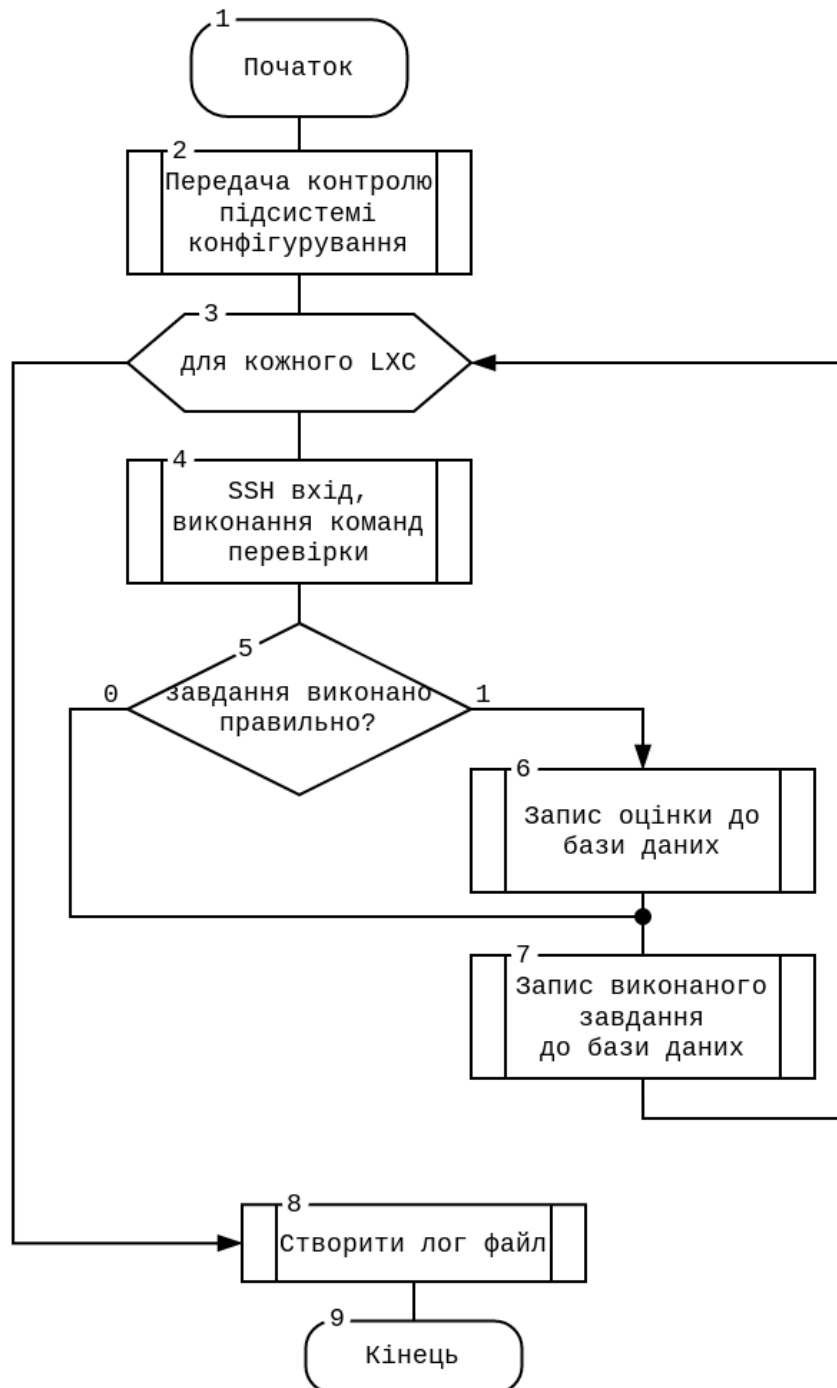 1
Початок
2
Передача контролю
підсистемі
конфігурування
3
для кожного LXC
4
SSH вхід,
виконання команд
перевірки
5
0
завдання виконано
1
правильно?
6
Запис оцінки до
бази даних
7
Запис виконаного
завдання
до бази даних
8
Створити лог файл
9
Кінець